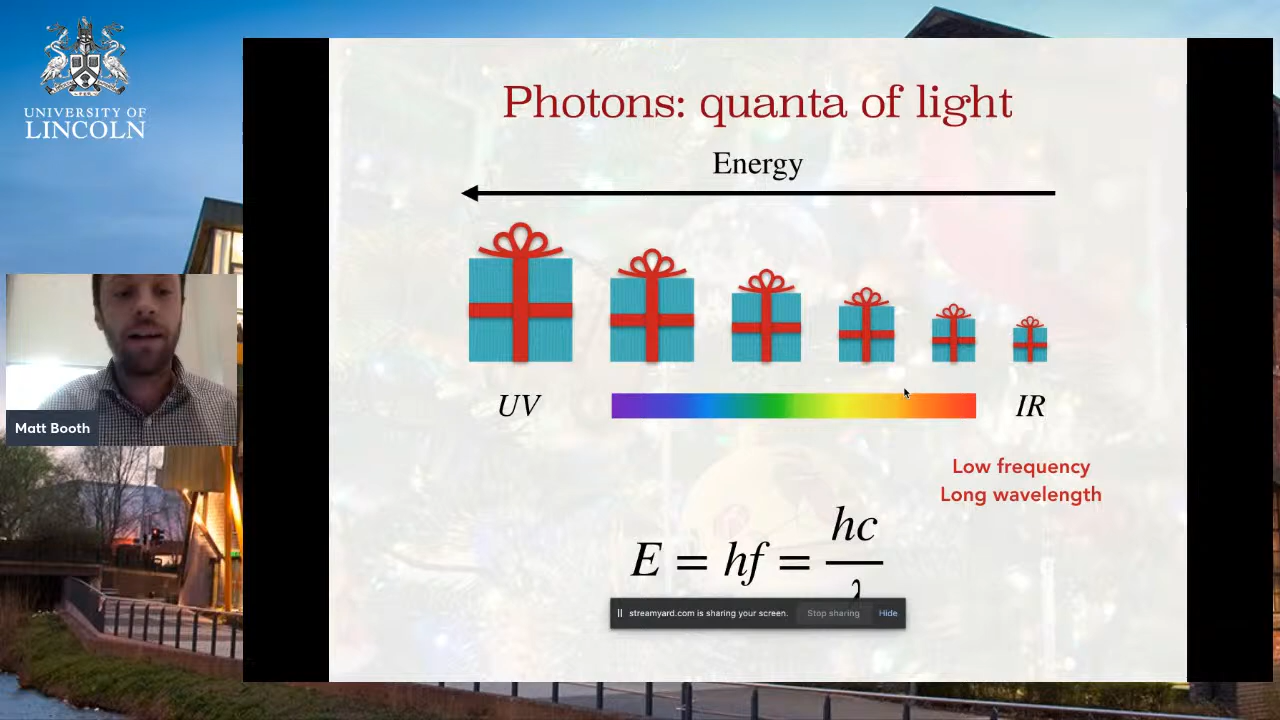 UNIVERSITY OF
LINCOLN
Photons: quanta of light
Energy
UV
IR
Low frequency
Long wavelength
E = hf = hc
Matt Booth
streamyard.com is sharing your screen. Stop sharing Hide